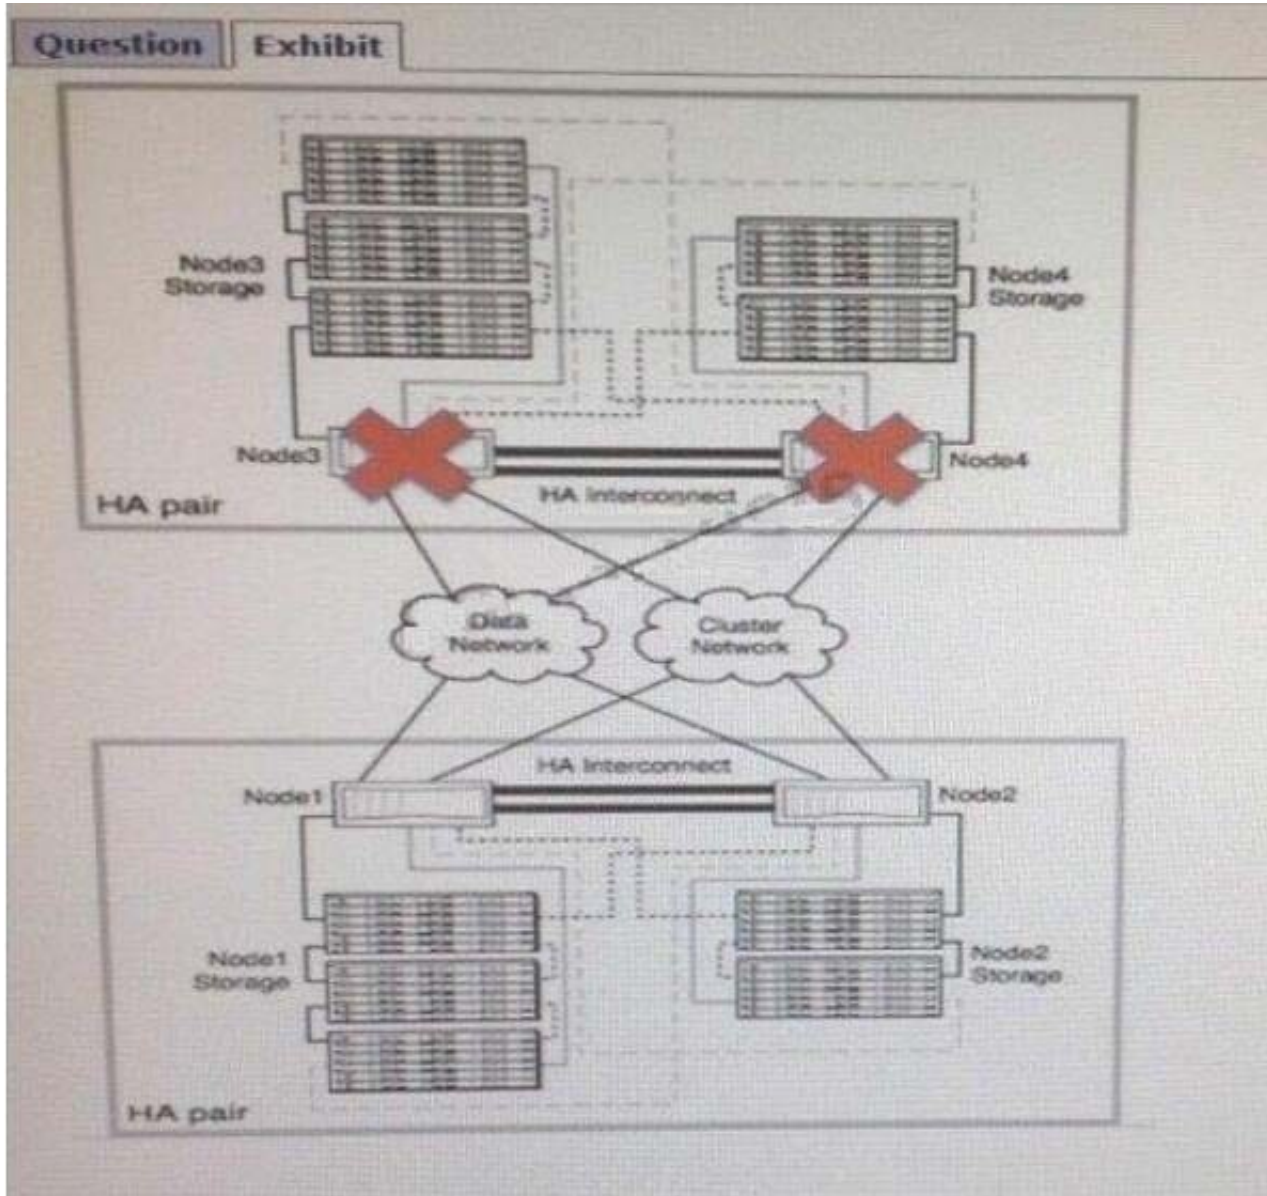 Question Exhibit
Node3
Storage
Node4
Storage
Node3
Node4
HA Interconnect
HA pair
Data
Network
Cluster
Network
HA Interconnect
Node1
Node2
Node1
Storage
Node2
Storage
HA pair